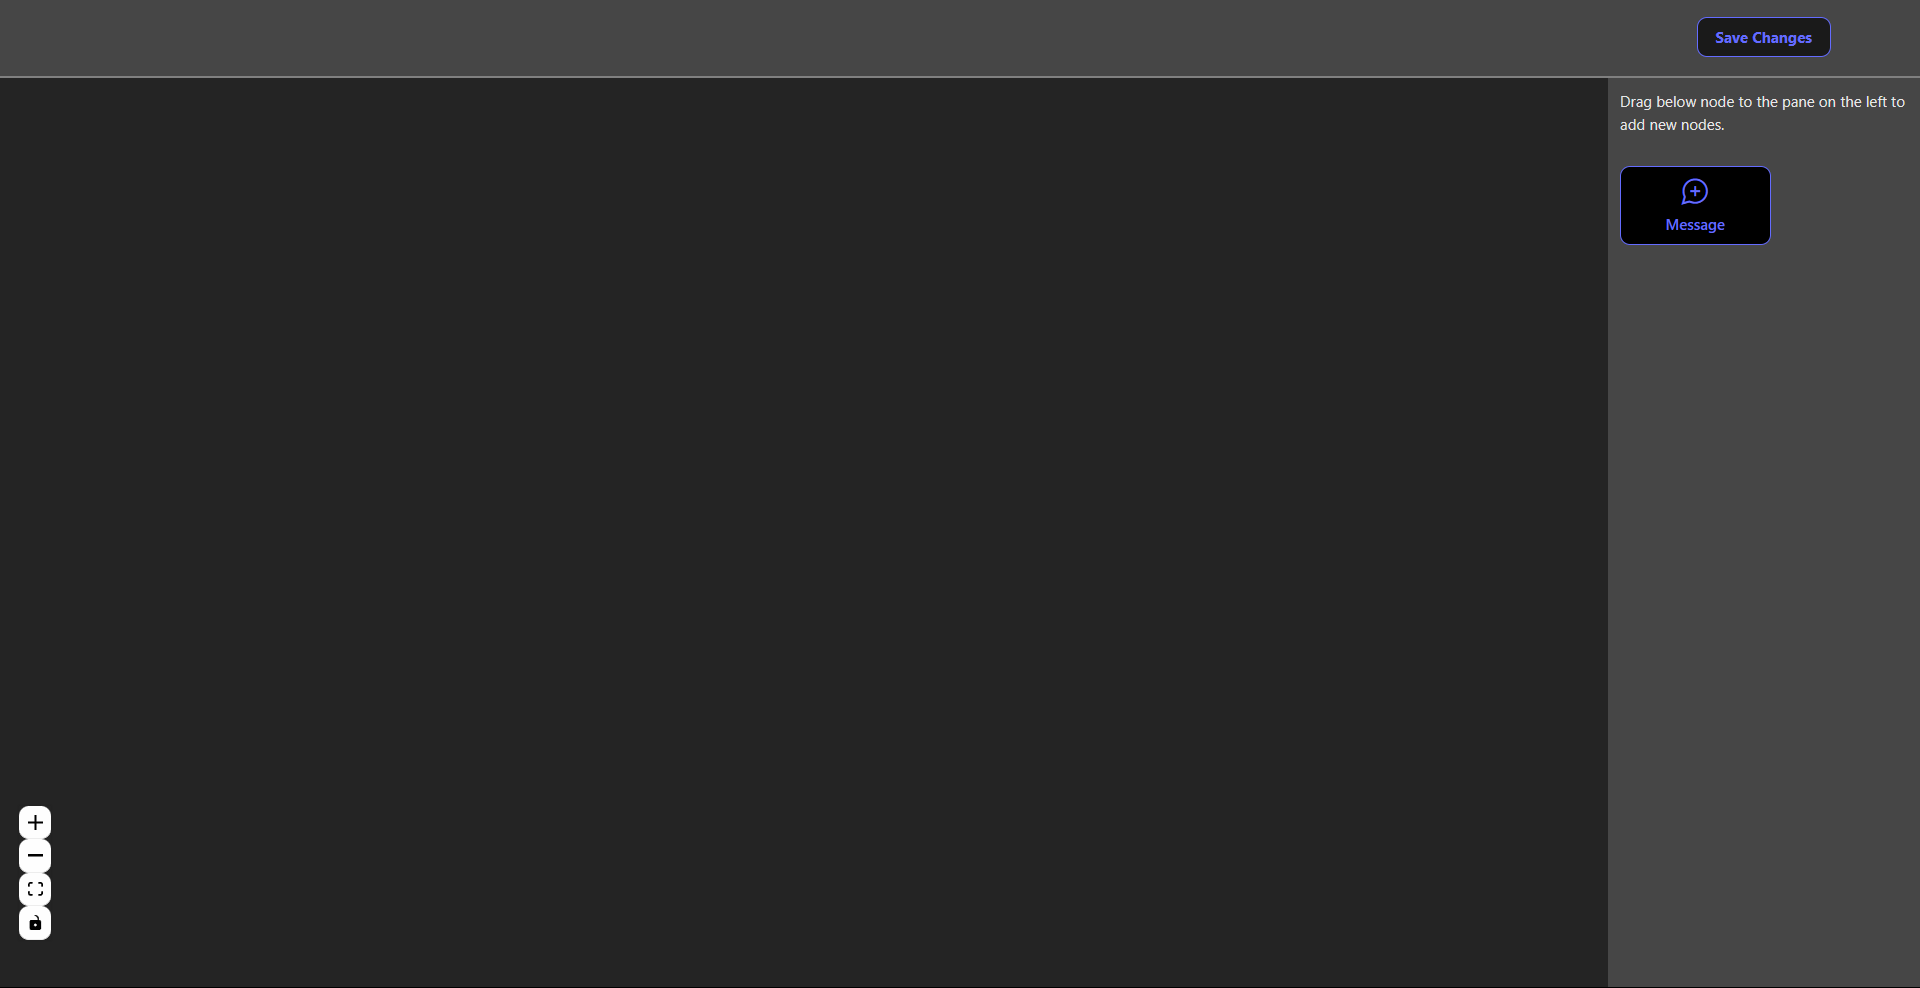 Save Changes
Drag below node to the pane on the left to
add new nodes.
Message